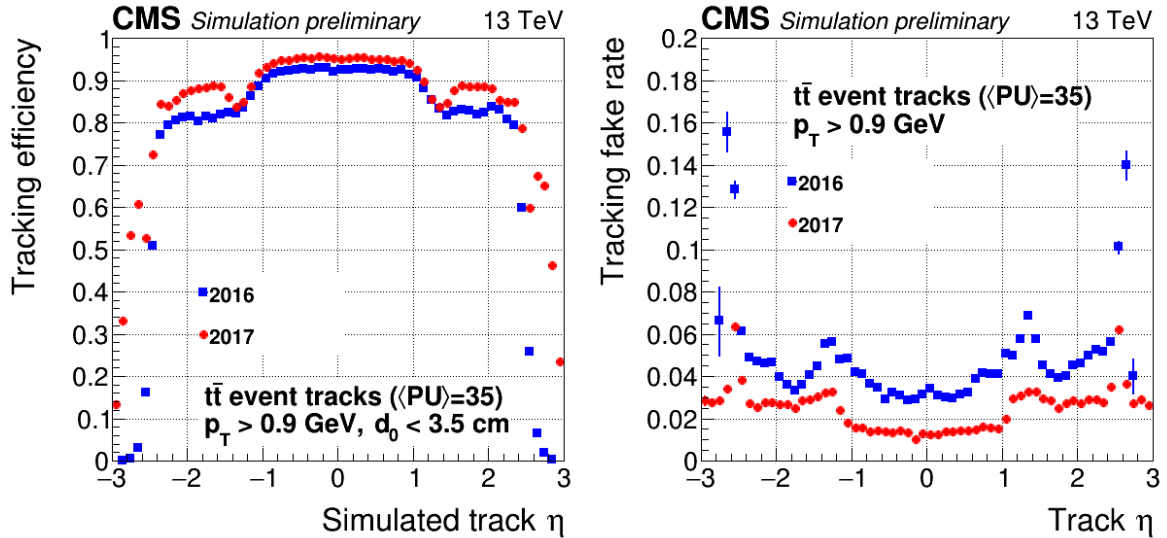 CMS Simulation preliminary 13 TeV
Tracking efficiency
1
0.9
0.8
0.7
0.6
0.5
0.4
0.3
0.2
0.1
0
2016
2017
tt̄ event tracks (⟨PU⟩=35)
p_T > 0.9 GeV, d_0 < 3.5 cm
−3 −2 −1 0 1 2 3
Simulated track η
CMS Simulation preliminary 13 TeV
Tracking fake rate
0.2
0.18
0.16
0.14
0.12
0.1
0.08
0.06
0.04
0.02
0
tt̄ event tracks (⟨PU⟩=35)
p_T > 0.9 GeV
2016
2017
−3 −2 −1 0 1 2 3
Track η